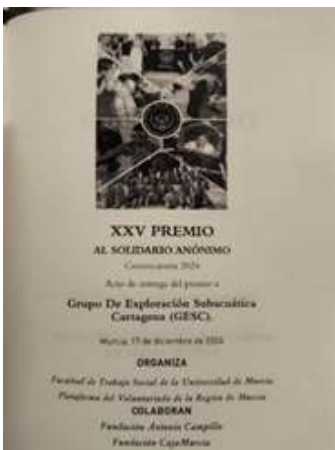 XXV PREMIO
AL SOLIDARIO ANÓNIMO
Convocatoria 2024
Acto de entrega del premio a
Grupo De Exploración Subacuática
Cartagena (GESC).
Murcia, de diciembre de 2024
ORGANIZA
Facultad de Trabajo Social de la Universidad de Murcia
Plataforma del Voluntariado de la Región de Murcia
COLABORAN
Fundación Antonio Campillo
Fundación CajaMurcia